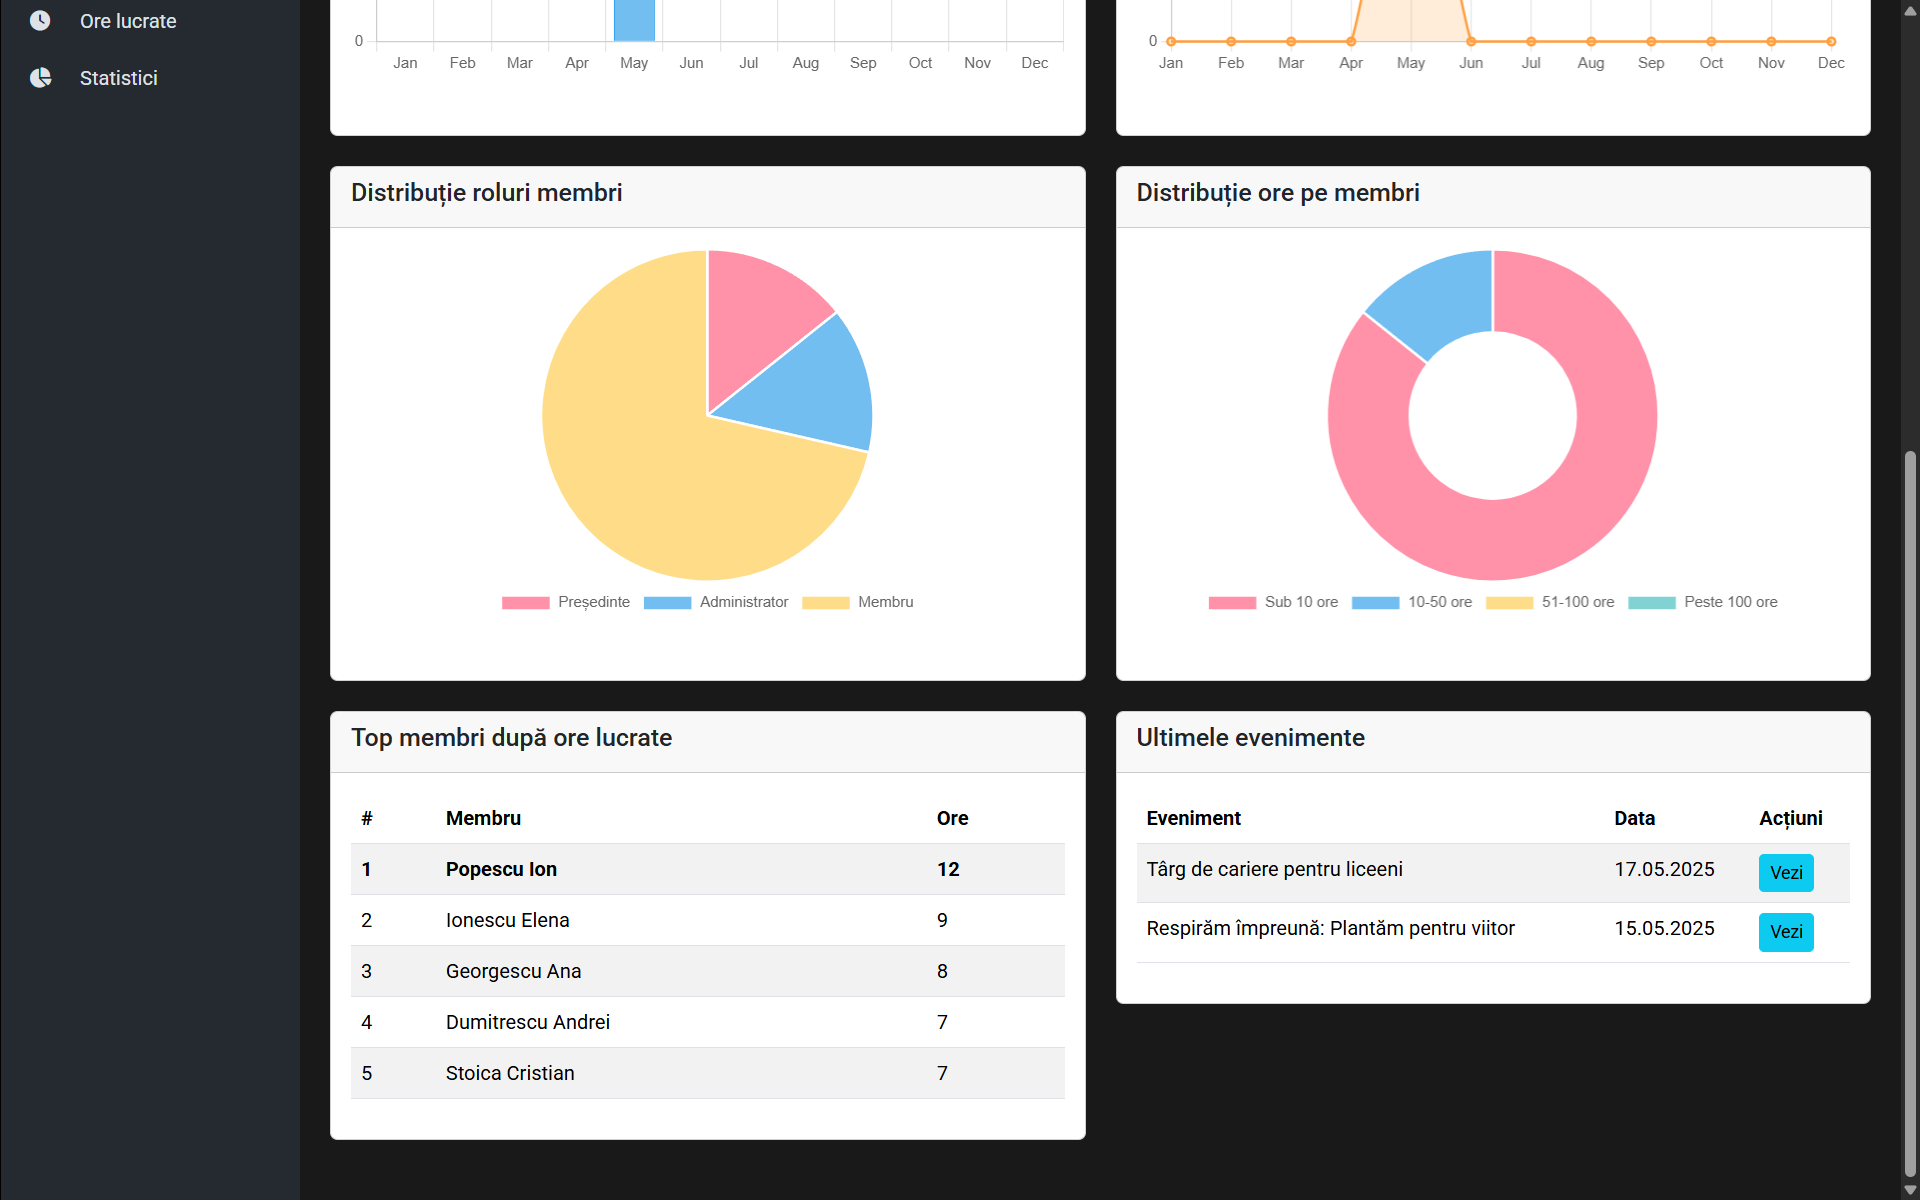 Ore lucrate
Statistici
0
Jan Feb Mar Apr May Jun Jul Aug Sep Oct Nov Dec
0
Jan Feb Mar Apr May Jun Jul Aug Sep Oct Nov Dec
Distribuție roluri membri
Președinte Administrator Membru
Distribuție ore pe membri
Sub 10 ore 10-50 ore 51-100 ore Peste 100 ore
Top membri după ore lucrate
# Membru Ore
1 Popescu Ion 12
2 Ionescu Elena 9
3 Georgescu Ana 8
4 Dumitrescu Andrei 7
5 Stoica Cristian 7
Ultimele evenimente
Eveniment Data Acțiuni
Târg de cariere pentru liceeni 17.05.2025 Vezi
Respirăm împreună: Plantăm pentru viitor 15.05.2025 Vezi